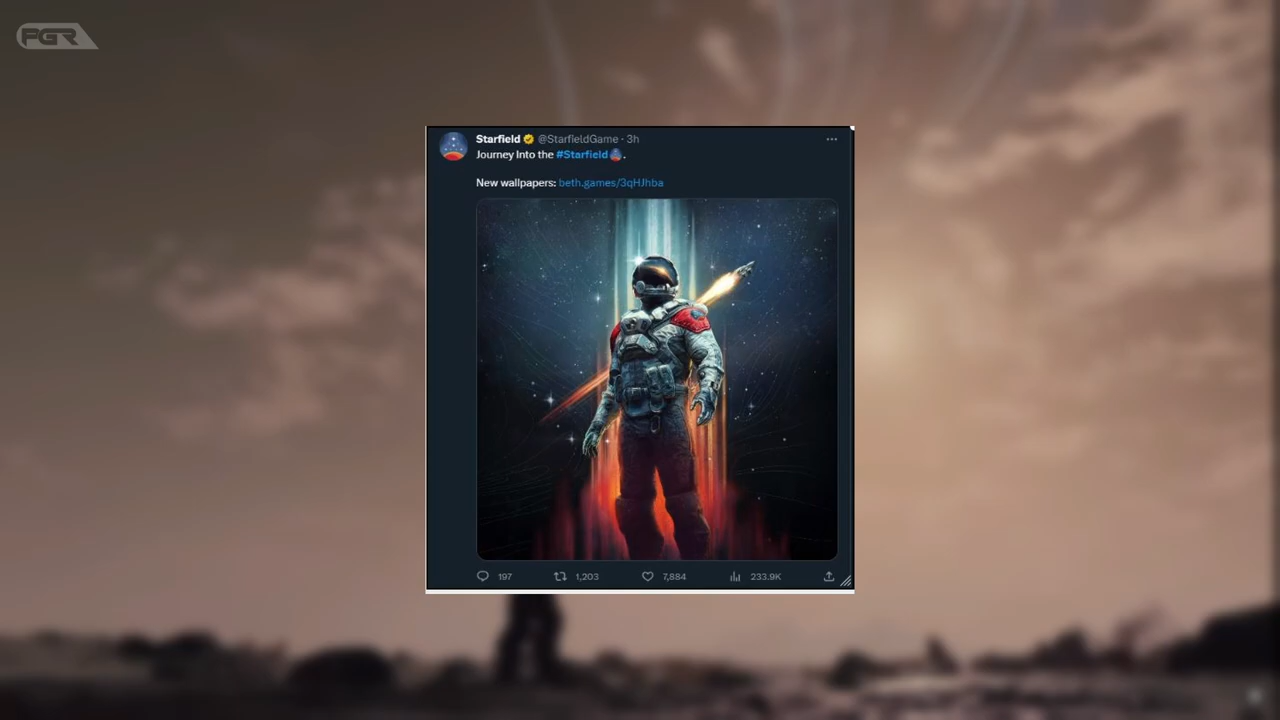 PGR
Starfield @StarfieldGame · 3h
Journey Into the #Starfield.
New wallpapers: beth.games/3qHJhba
197 1,203 7,884 233.9K